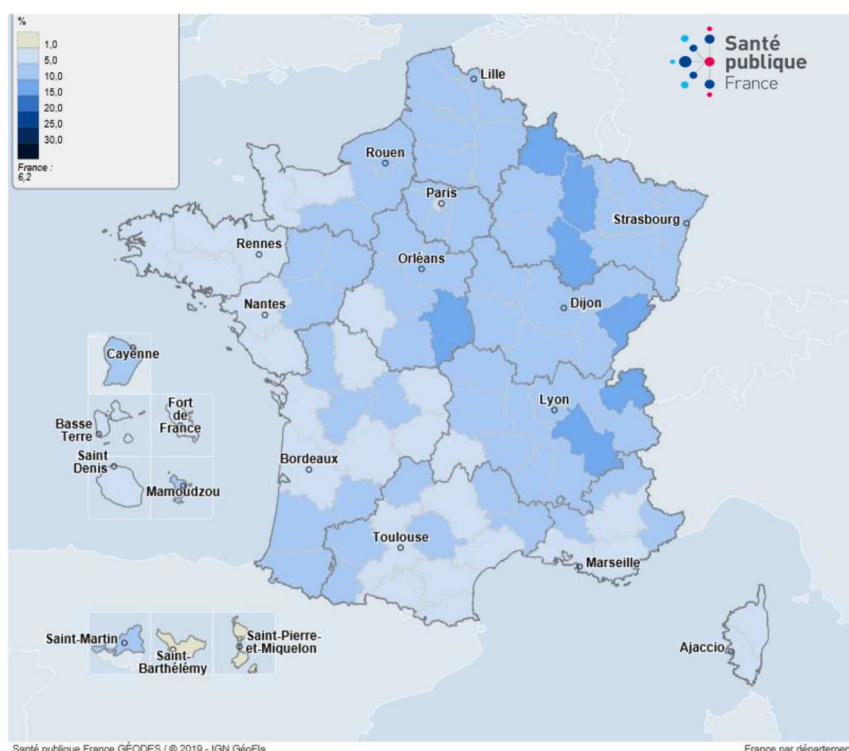 %
1,0
5,0
10,0
15,0
20,0
25,0
30,0
France :
6,2
Santé
publique
France
Lille
Rouen
Paris
Strasbourg
Rennes
Orléans
Nantes
Dijon
Cayenne
Fort
de
France
Basse
Terre
Saint
Denis
Mamoudzou
Lyon
Bordeaux
Toulouse
Marseille
Saint-Martin
Saint-
Barthélémy
Saint-Pierre-
et-Miquelon
Ajaccio
Santé publique France GÉODES / © 2019 - IGN GéoFla
France par département